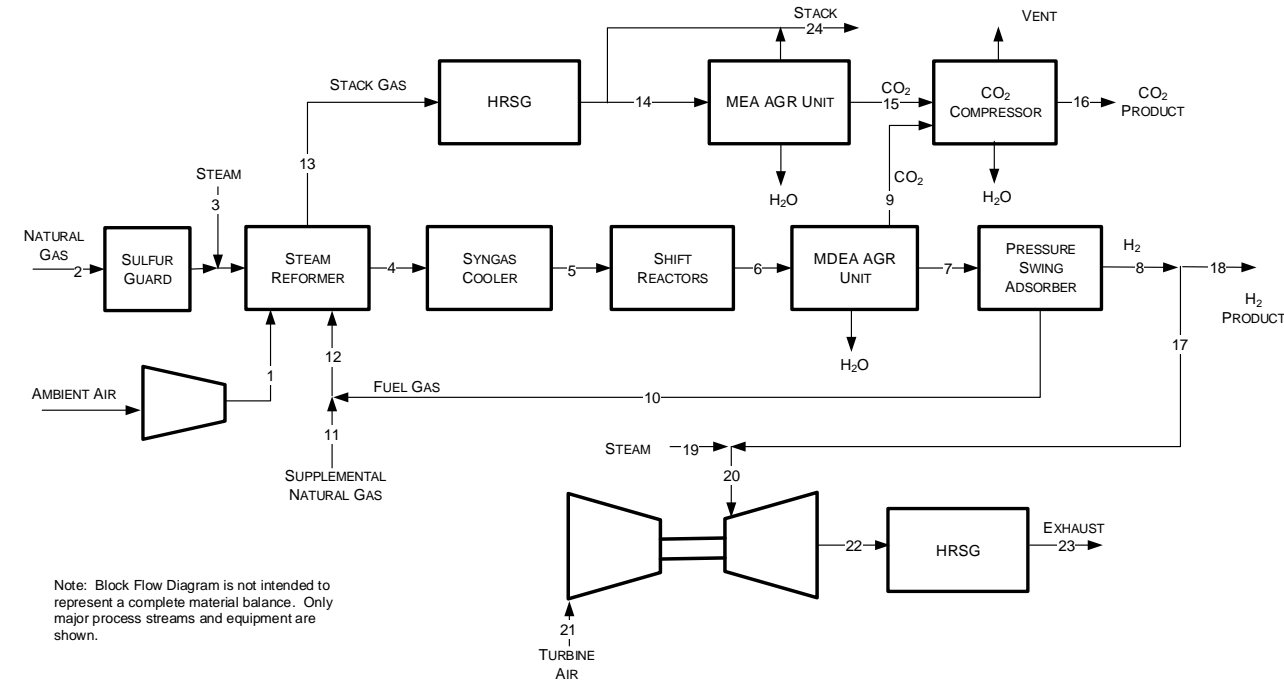 STACK
24
VENT
STACK GAS
HRSG
14
MEA AGR UNIT
CO2
15
CO2
COMPRESSOR
16
CO2
PRODUCT
13
H2O
CO2
9
H2O
STEAM
3
NATURAL
GAS
2
SULFUR
GUARD
STEAM
REFORMER
4
SYNGAS
COOLER
5
SHIFT
REACTORS
6
MDEA AGR
UNIT
7
PRESSURE
SWING
ADSORBER
H2
8
18
H2
PRODUCT
12
17
1
H2O
AMBIENT AIR
FUEL GAS
10
11
SUPPLEMENTAL
NATURAL GAS
STEAM
19
20
22
HRSG
EXHAUST
23
Note: Block Flow Diagram is not intended to
represent a complete material balance. Only
major process streams and equipment are
shown.
21
TURBINE
AIR